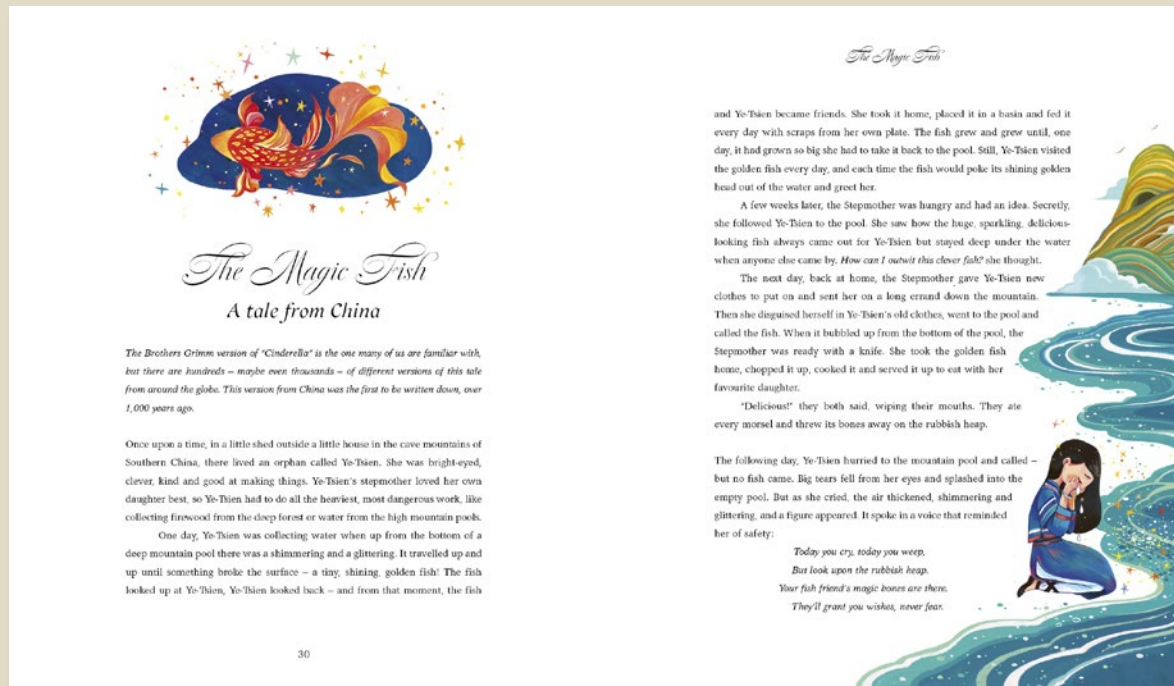 The Magic Fish
A tale from China
The Brothers Grimm version of "Cinderella" is the one many of us are familiar with,
but there are hundreds – maybe even thousands – of different versions of this tale
from around the globe. This version from China was the first to be written down, over
1,000 years ago.
Once upon a time, in a little shed outside a little house in the cave mountains of
Southern China, there lived an orphan called Ye-Tsien. She was bright-eyed,
clever, kind and good at making things. Ye-Tsien's stepmother loved her own
daughter best, so Ye-Tsien had to do all the heaviest, most dangerous work, like
collecting firewood from the deep forest or water from the high mountain pools.
One day, Ye-Tsien was collecting water when up from the bottom of a
deep mountain pool there was a shimmering and a glittering. It travelled up and
up until something broke the surface – a tiny, shining, golden fish! The fish
looked up at Ye-Tsien, Ye-Tsien looked back – and from that moment, the fish
30
The Magic Fish
and Ye-Tsien became friends. She took it home, placed it in a basin and fed it
every day with scraps from her own plate. The fish grew and grew until, one
day, it had grown so big she had to take it back to the pool. Still, Ye-Tsien visited
the golden fish every day, and each time the fish would poke its shining golden
head out of the water and greet her.
A few weeks later, the Stepmother was hungry and had an idea. Secretly,
she followed Ye-Tsien to the pool. She saw how the huge, sparkling, delicious-
looking fish always came out for Ye-Tsien but stayed deep under the water
when anyone else came by. How can I outwit this clever fish? she thought.
The next day, back at home, the Stepmother gave Ye-Tsien new
clothes to put on and sent her on a long errand down the mountain.
Then she disguised herself in Ye-Tsien's old clothes, went to the pool and
called the fish. When it bubbled up from the bottom of the pool, the
Stepmother was ready with a knife. She took the golden fish
home, chopped it up, cooked it and served it up to eat with her
favourite daughter.
"Delicious!" they both said, wiping their mouths. They ate
every morsel and threw its bones away on the rubbish heap.
The following day, Ye-Tsien hurried to the mountain pool and called –
but no fish came. Big tears fell from her eyes and splashed into the
empty pool. But as she cried, the air thickened, shimmering and
glittering, and a figure appeared. It spoke in a voice that reminded
her of safety:
Today you cry, today you weep,
But look upon the rubbish heap.
Your fish friend's magic bones are there.
They'll grant you wishes, never fear.